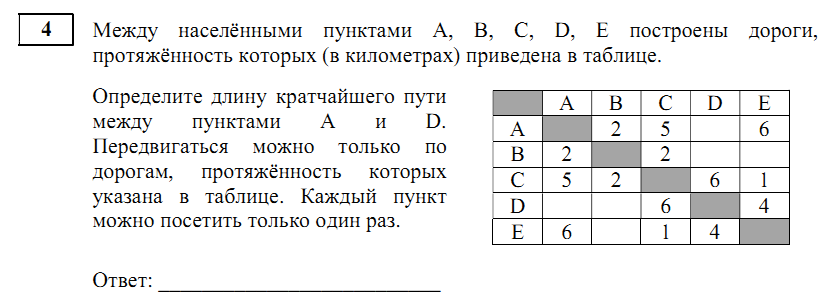 4
Между населёнными пунктами A, B, C, D, E построены дороги,
протяжённость которых (в километрах) приведена в таблице.
Определите длину кратчайшего пути
между пунктами A и D.
Передвигаться можно только по
дорогам, протяжённость которых
указана в таблице. Каждый пункт
можно посетить только один раз.
A B C D E
A 2 5 6
B 2 2
C 5 2 6 1
D 6 4
E 6 1 4
Ответ: ___________________________